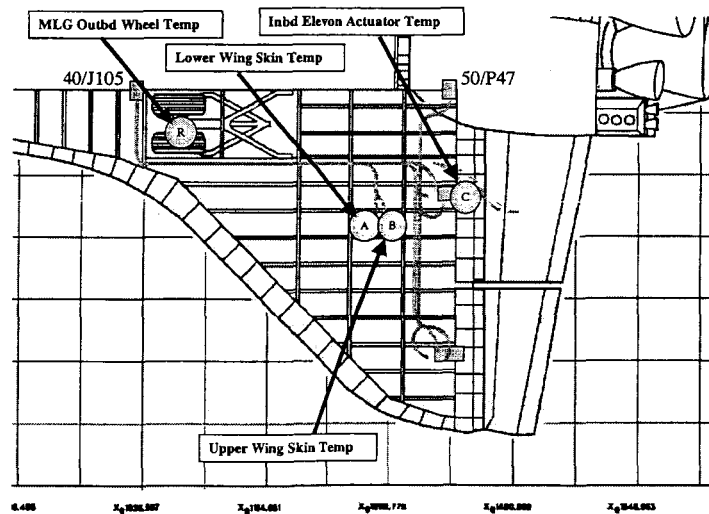 MLG Outbd Wheel Temp
Inbd Elevon Actuator Temp
Lower Wing Skin Temp
40/J105
50/P47
R
C
A
B
Upper Wing Skin Temp